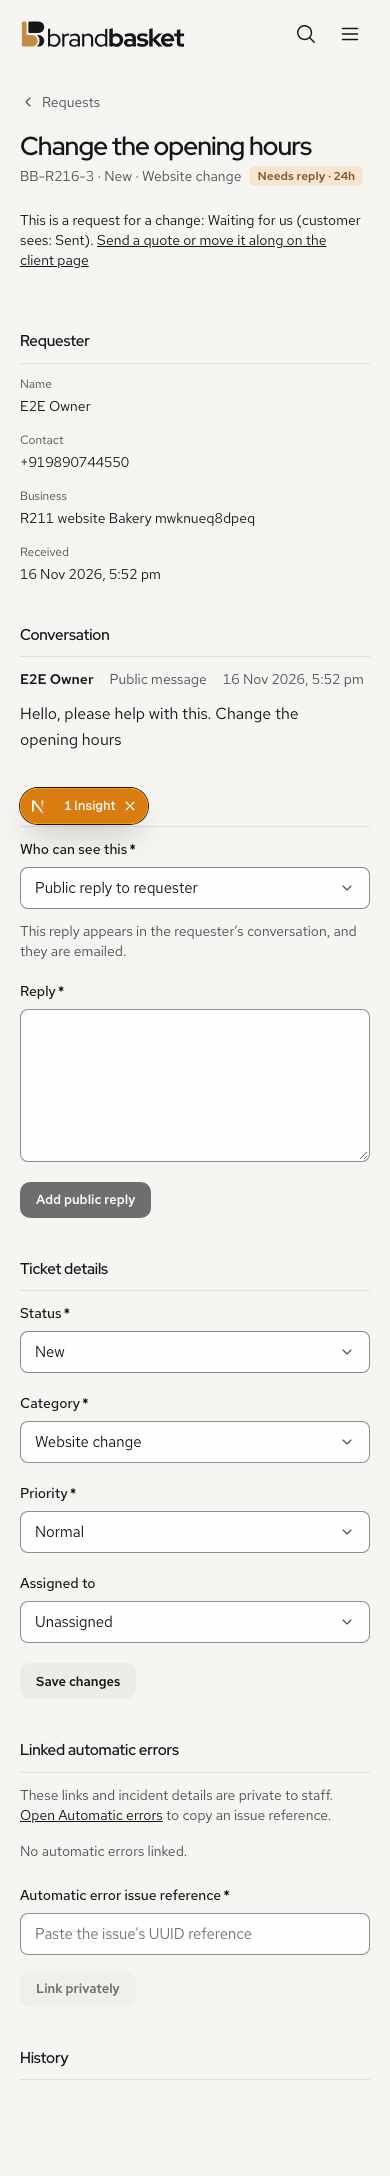 brandbasket
Requests
Change the opening hours
BB-R216-3 · New · Website change Needs reply · 24h
This is a request for a change: Waiting for us (customer
sees: Sent). Send a quote or move it along on the
client page
Requester
Name
E2E Owner
Contact
+919890744550
Business
R211 website Bakery mwknueq8dpeq
Received
16 Nov 2026, 5:52 pm
Conversation
E2E Owner Public message 16 Nov 2026, 5:52 pm
Hello, please help with this. Change the
opening hours
N 1 Insight
Who can see this *
Public reply to requester
This reply appears in the requester's conversation, and
they are emailed.
Reply *
Add public reply
Ticket details
Status *
New
Category *
Website change
Priority *
Normal
Assigned to
Unassigned
Save changes
Linked automatic errors
These links and incident details are private to staff.
Open Automatic errors to copy an issue reference.
No automatic errors linked.
Automatic error issue reference *
Paste the issue's UUID reference
Link privately
History